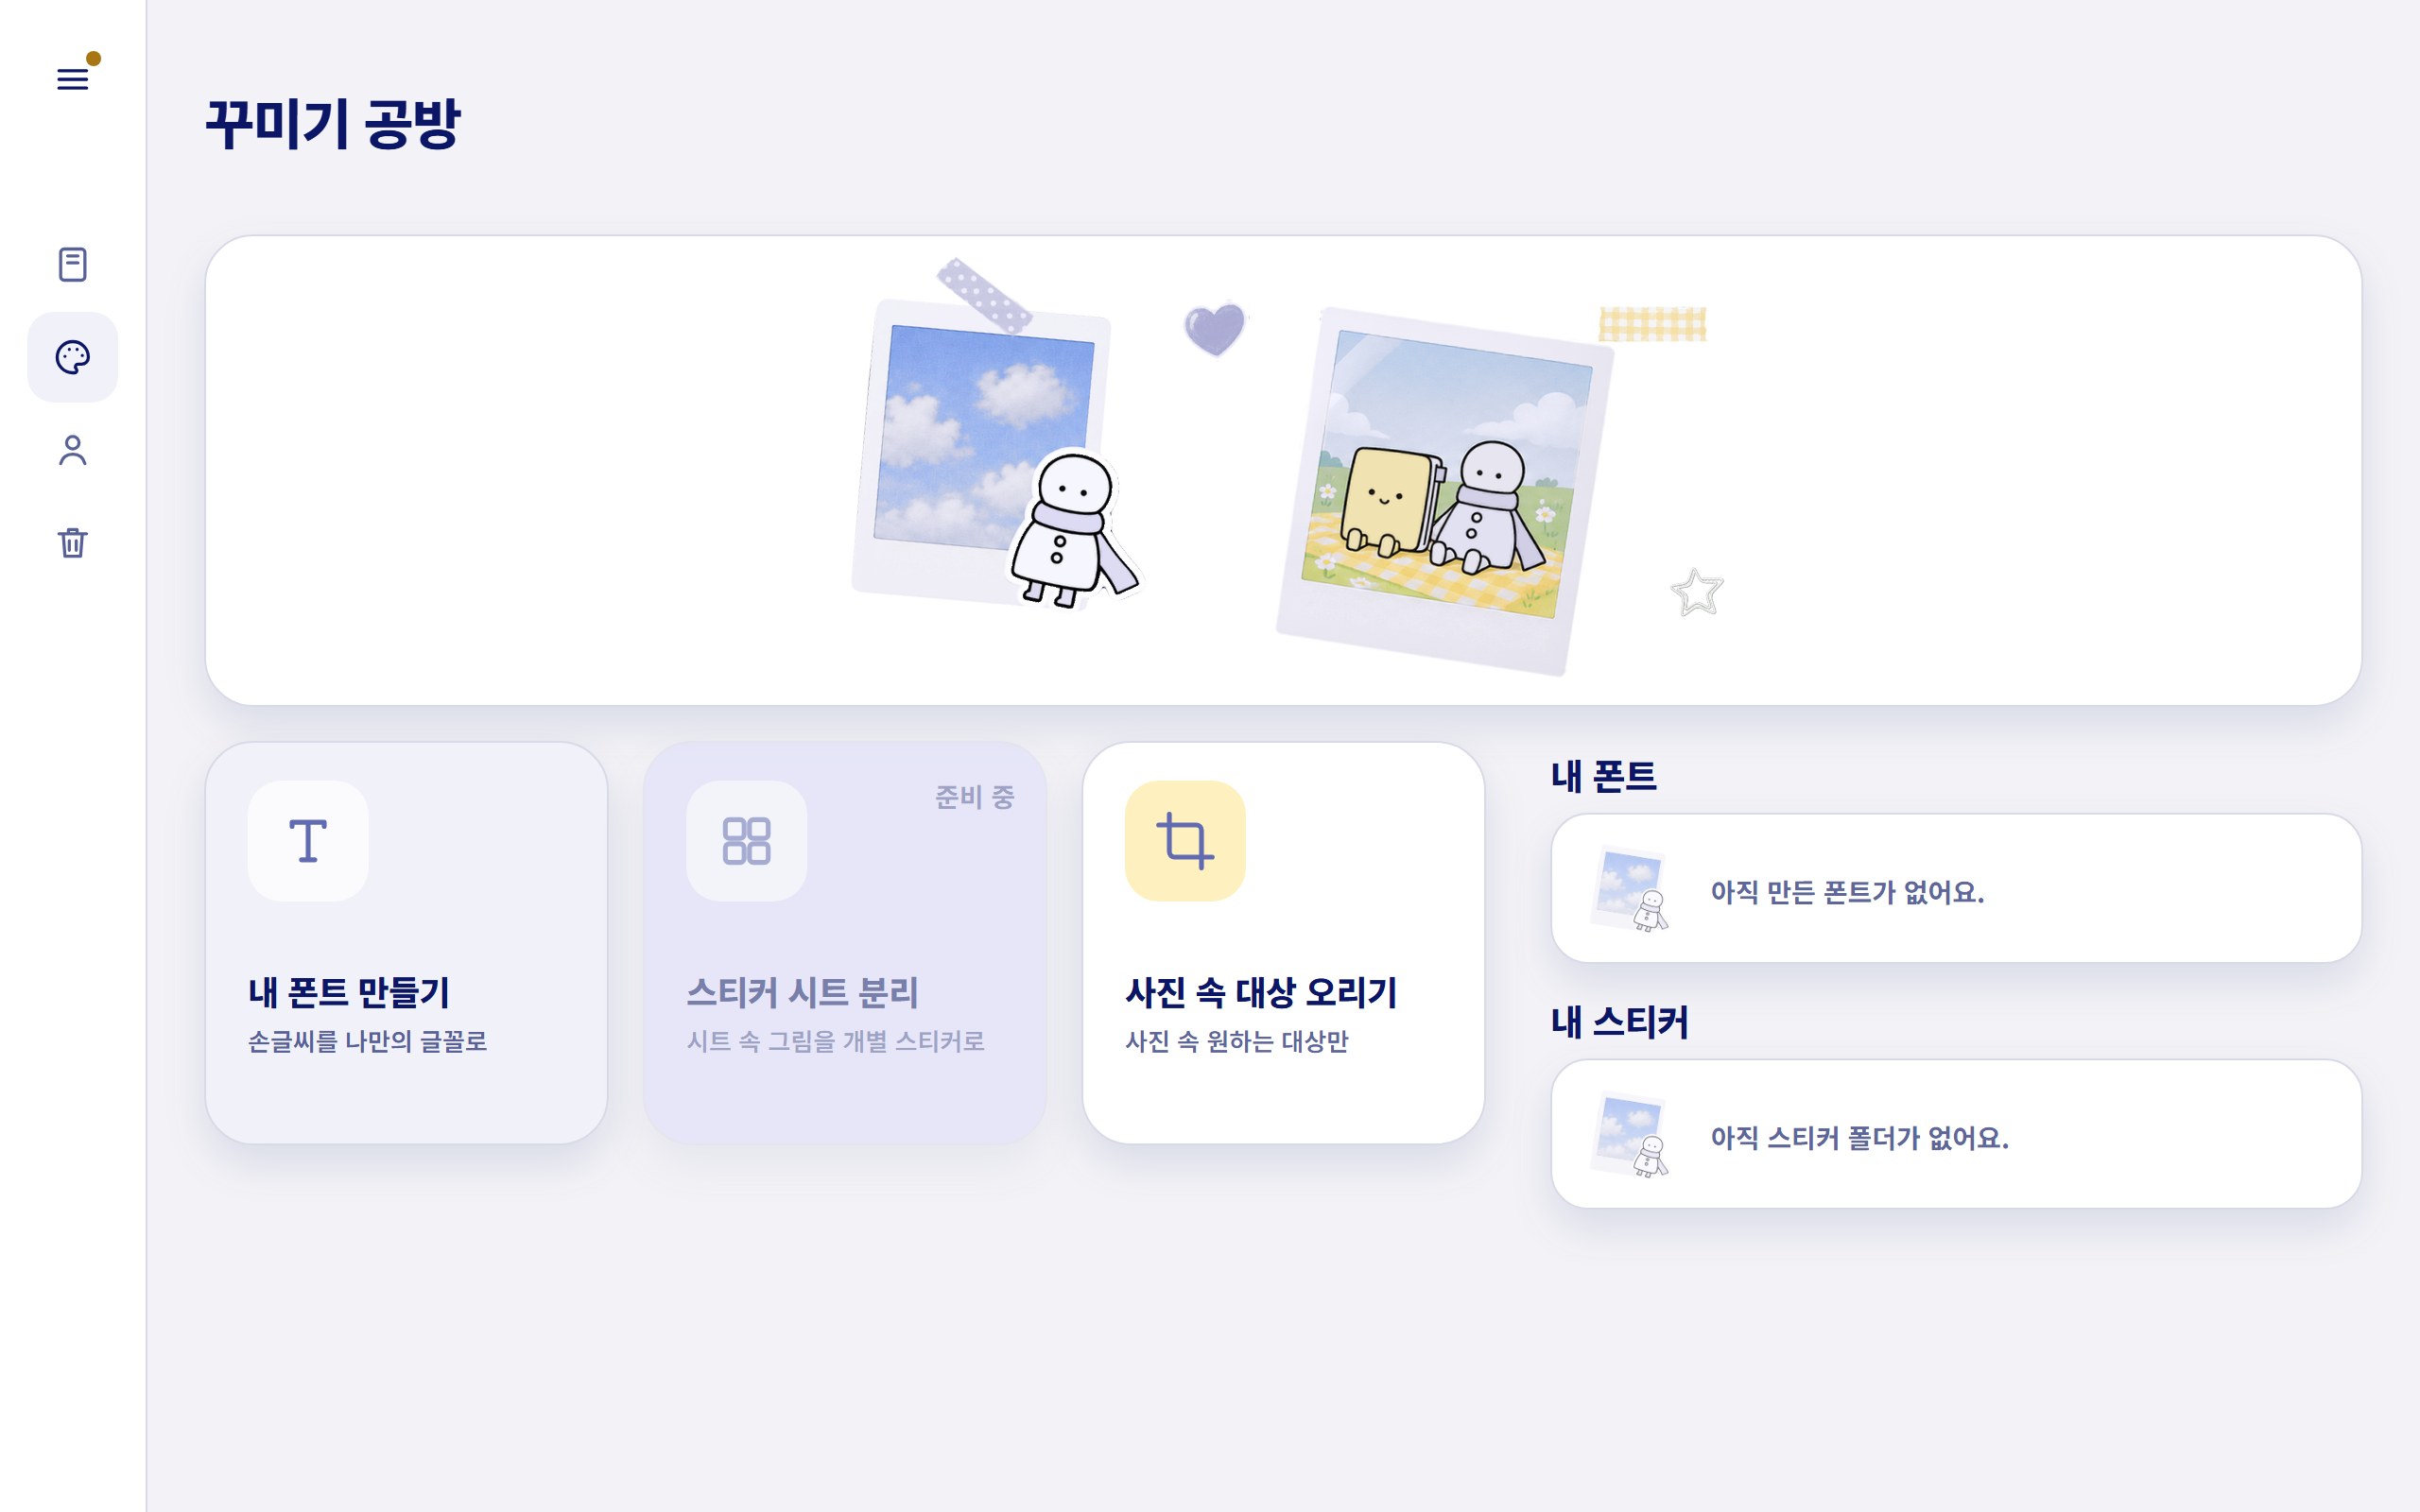 꾸미기 공방
준비 중
내 폰트 만들기
손글씨를 나만의 글꼴로
스티커 시트 분리
시트 속 그림을 개별 스티커로
사진 속 대상 오리기
사진 속 원하는 대상만
내 폰트
아직 만든 폰트가 없어요.
내 스티커
아직 스티커 폴더가 없어요.